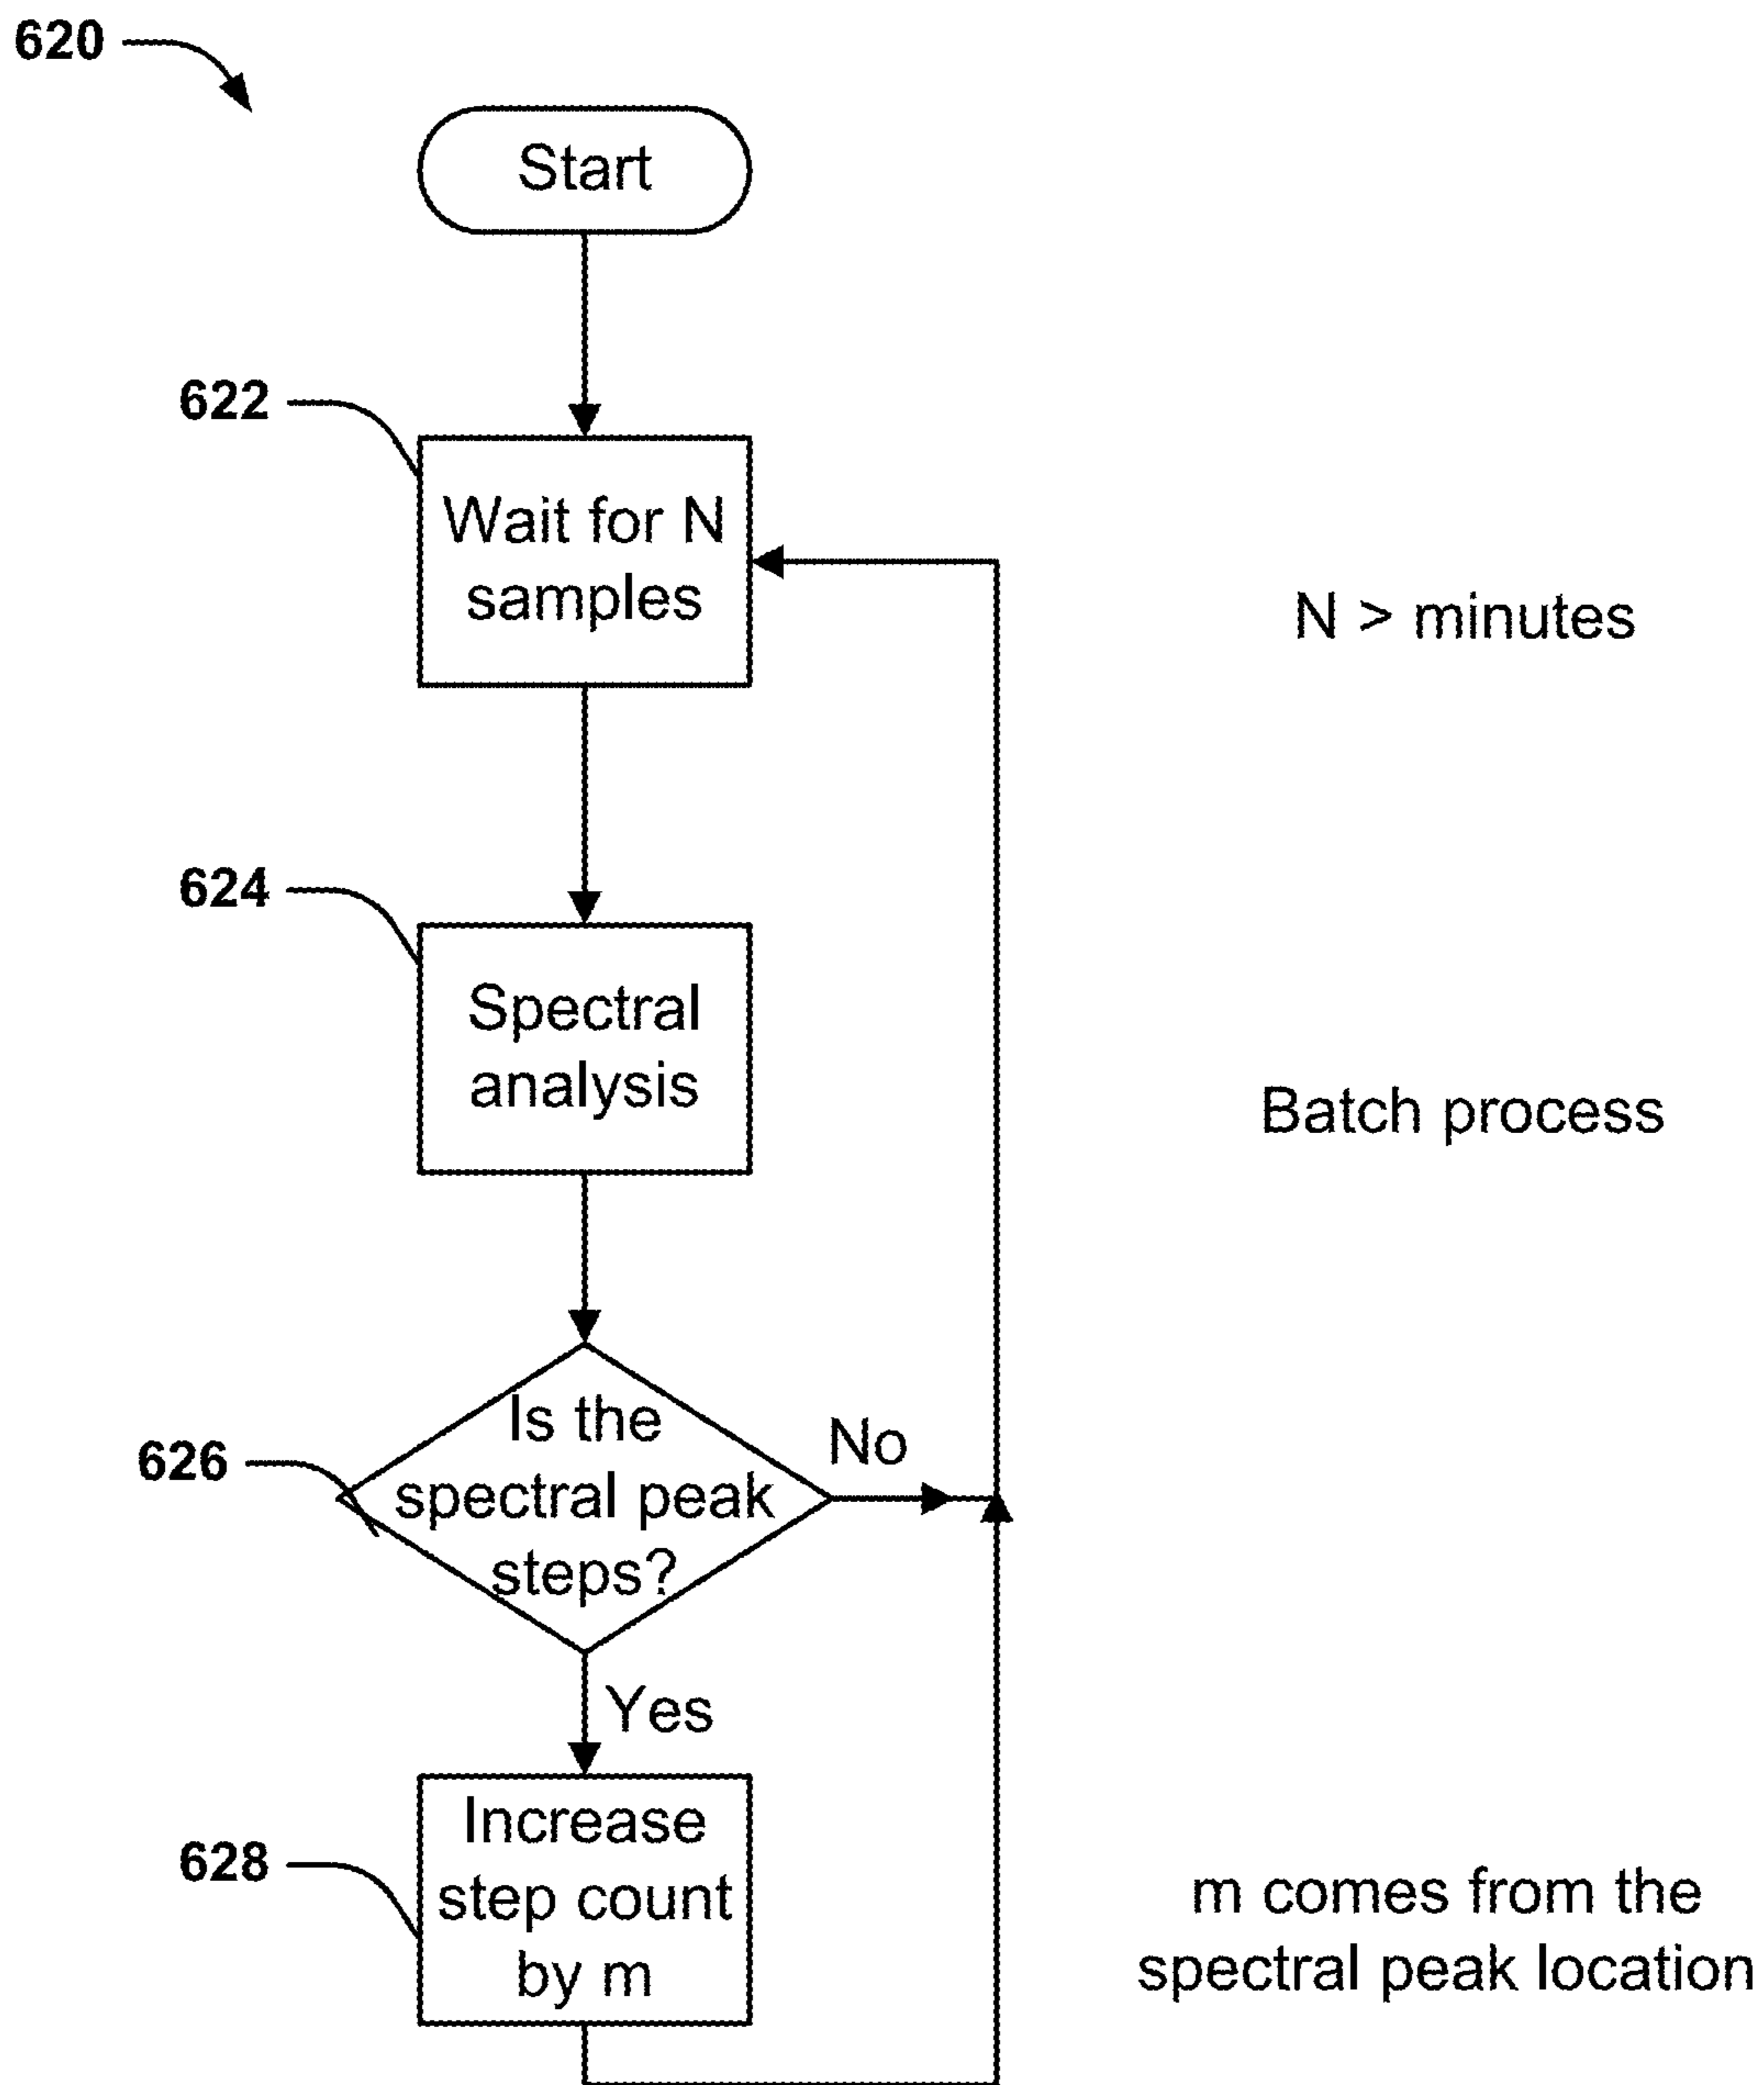 620
Start
622
Wait for N
samples
N > minutes
624
Spectral
analysis
Batch process
626
Is the
spectral peak
steps?
No
Yes
628
Increase
step count
by m
m comes from the
spectral peak location